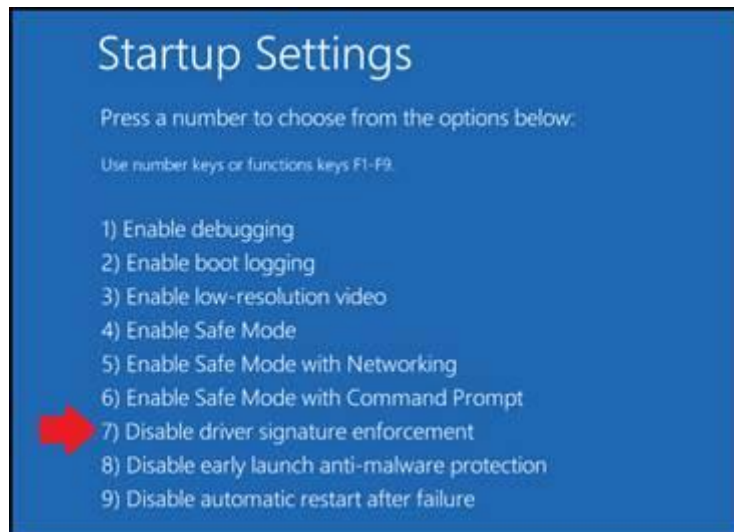 Startup Settings
Press a number to choose from the options below:
Use number keys or functions keys F1-F9.
1) Enable debugging
2) Enable boot logging
3) Enable low-resolution video
4) Enable Safe Mode
5) Enable Safe Mode with Networking
6) Enable Safe Mode with Command Prompt
7) Disable driver signature enforcement
8) Disable early launch anti-malware protection
9) Disable automatic restart after failure